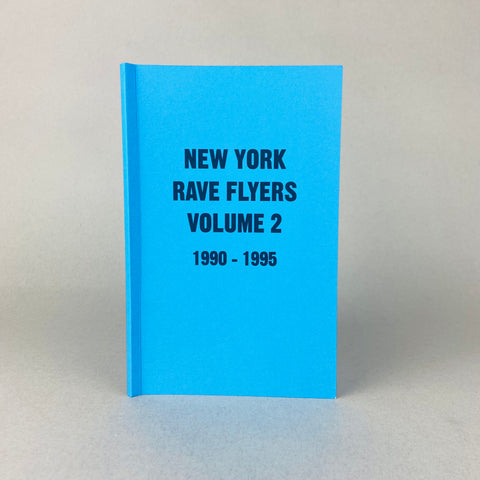 NEW YORK
RAVE FLYERS
VOLUME 2
1990 - 1995